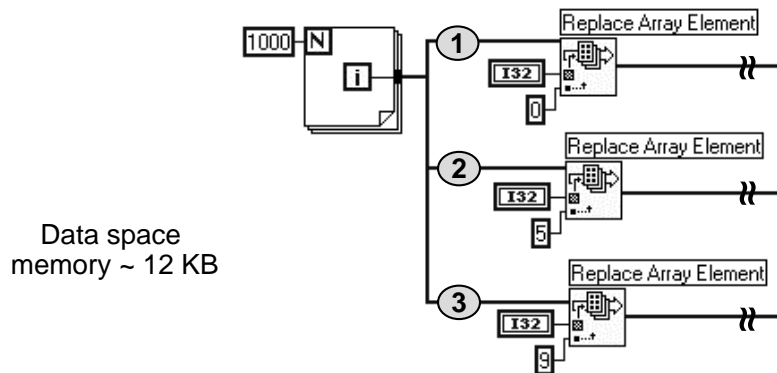 Replace Array Element
1000 N
1
i
I32
0
Replace Array Element
2
I32
5
Data space
memory ~ 12 KB
Replace Array Element
3
I32
9